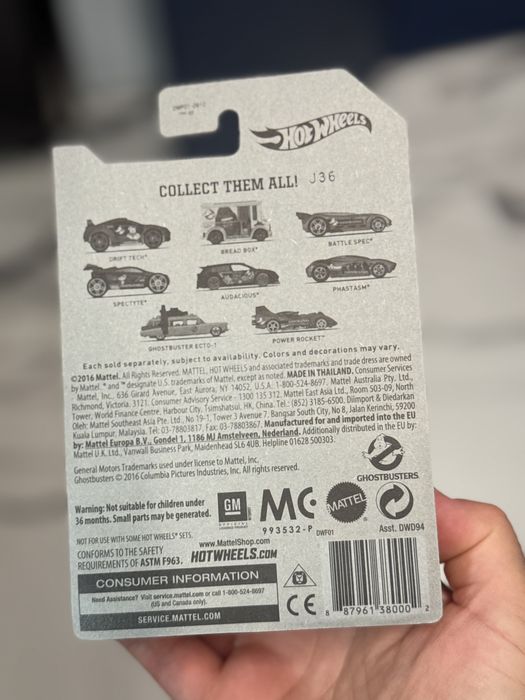 HOT WHEELS
COLLECT THEM ALL! J36
DRIFT TECH™
BREAD BOX™
BATTLE SPEC™
SPECTYTE™
AUDACIOUS™
PHASTASM™
GHOSTBUSTER ECTO-1
POWER ROCKET™
Each sold separately, subject to availability. Colors and decorations may vary.
©2016 Mattel. All Rights Reserved. MATTEL, HOT WHEELS and associated trademarks and trade dress are owned
by Mattel. ® and ™ designate U.S. trademarks of Mattel, except as noted. MADE IN THAILAND. Consumer Services
- Mattel, Inc., 636 Girard Avenue, East Aurora, NY 14052, U.S.A. 1-800-524-8697. Mattel Australia Pty. Ltd.,
Richmond, Victoria. 3121. Consumer Advisory Service - 1300 135 312. Mattel East Asia Ltd., Room 503-09, North
Tower, World Finance Centre, Harbour City, Tsimshatsui, HK, China. Tel.: (852) 3185-6500. Diimport & Diedarkan
Oleh: Mattel Southeast Asia Pte. Ltd., No 19-1, Tower 3 Avenue 7, Bangsar South City, No 8, Jalan Kerinchi, 59200
Kuala Lumpur, Malaysia. Tel: 03-78803817, Fax: 03-78803867. Manufactured for and imported into the EU
by: Mattel Europa B.V., Gondel 1, 1186 MJ Amstelveen, Nederland. Additionally distributed in the EU by:
Mattel U.K. Ltd., Vanwall Business Park, Maidenhead SL6 4UB. Helpline 01628 500303.
General Motors Trademarks used under license to Mattel, Inc.
Ghostbusters © 2016 Columbia Pictures Industries, Inc. All rights reserved.
GHOSTBUSTERS
Warning: Not suitable for children under
36 months. Small parts may be generated.
GM
OFFICIAL
MC
MATTEL
993532-P
DWF01
Asst. DWD94
NOT FOR USE WITH SOME HOT WHEELS® SETS.
www.MattelShop.com
CONFORMS TO THE SAFETY
REQUIREMENTS OF ASTM F963.
HOTWHEELS.COM
CONSUMER INFORMATION
Need Assistance? Visit service.mattel.com or call 1-800-524-8697
(US and Canada only).
SERVICE.MATTEL.COM
CE
8 87961 38000 2